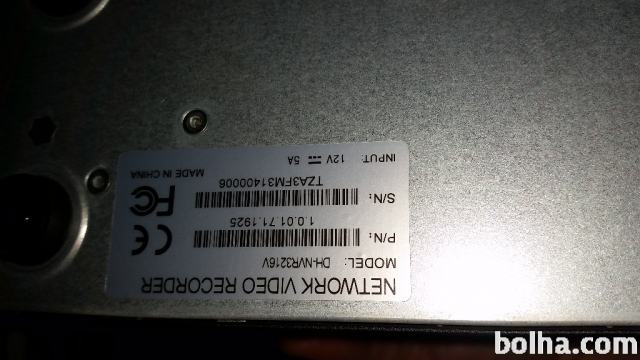 NETWORK VIDEO RECORDER
MODEL: DH-NVR3216V
P/N:
1.0.01.71.1925
S/N:
TZA3FM31400006
INPUT: 12V 5A
MADE IN CHINA
CE
FC
bolha.com